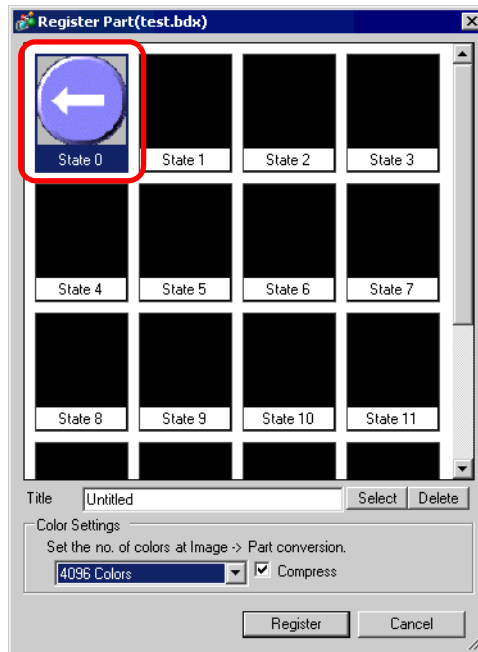 Register Part(test.bdx)
State 0 State 1 State 2 State 3
State 4 State 5 State 6 State 7
State 8 State 9 State 10 State 11
Title Untitled Select Delete
Color Settings
Set the no. of colors at Image -> Part conversion.
4096 Colors Compress
Register Cancel